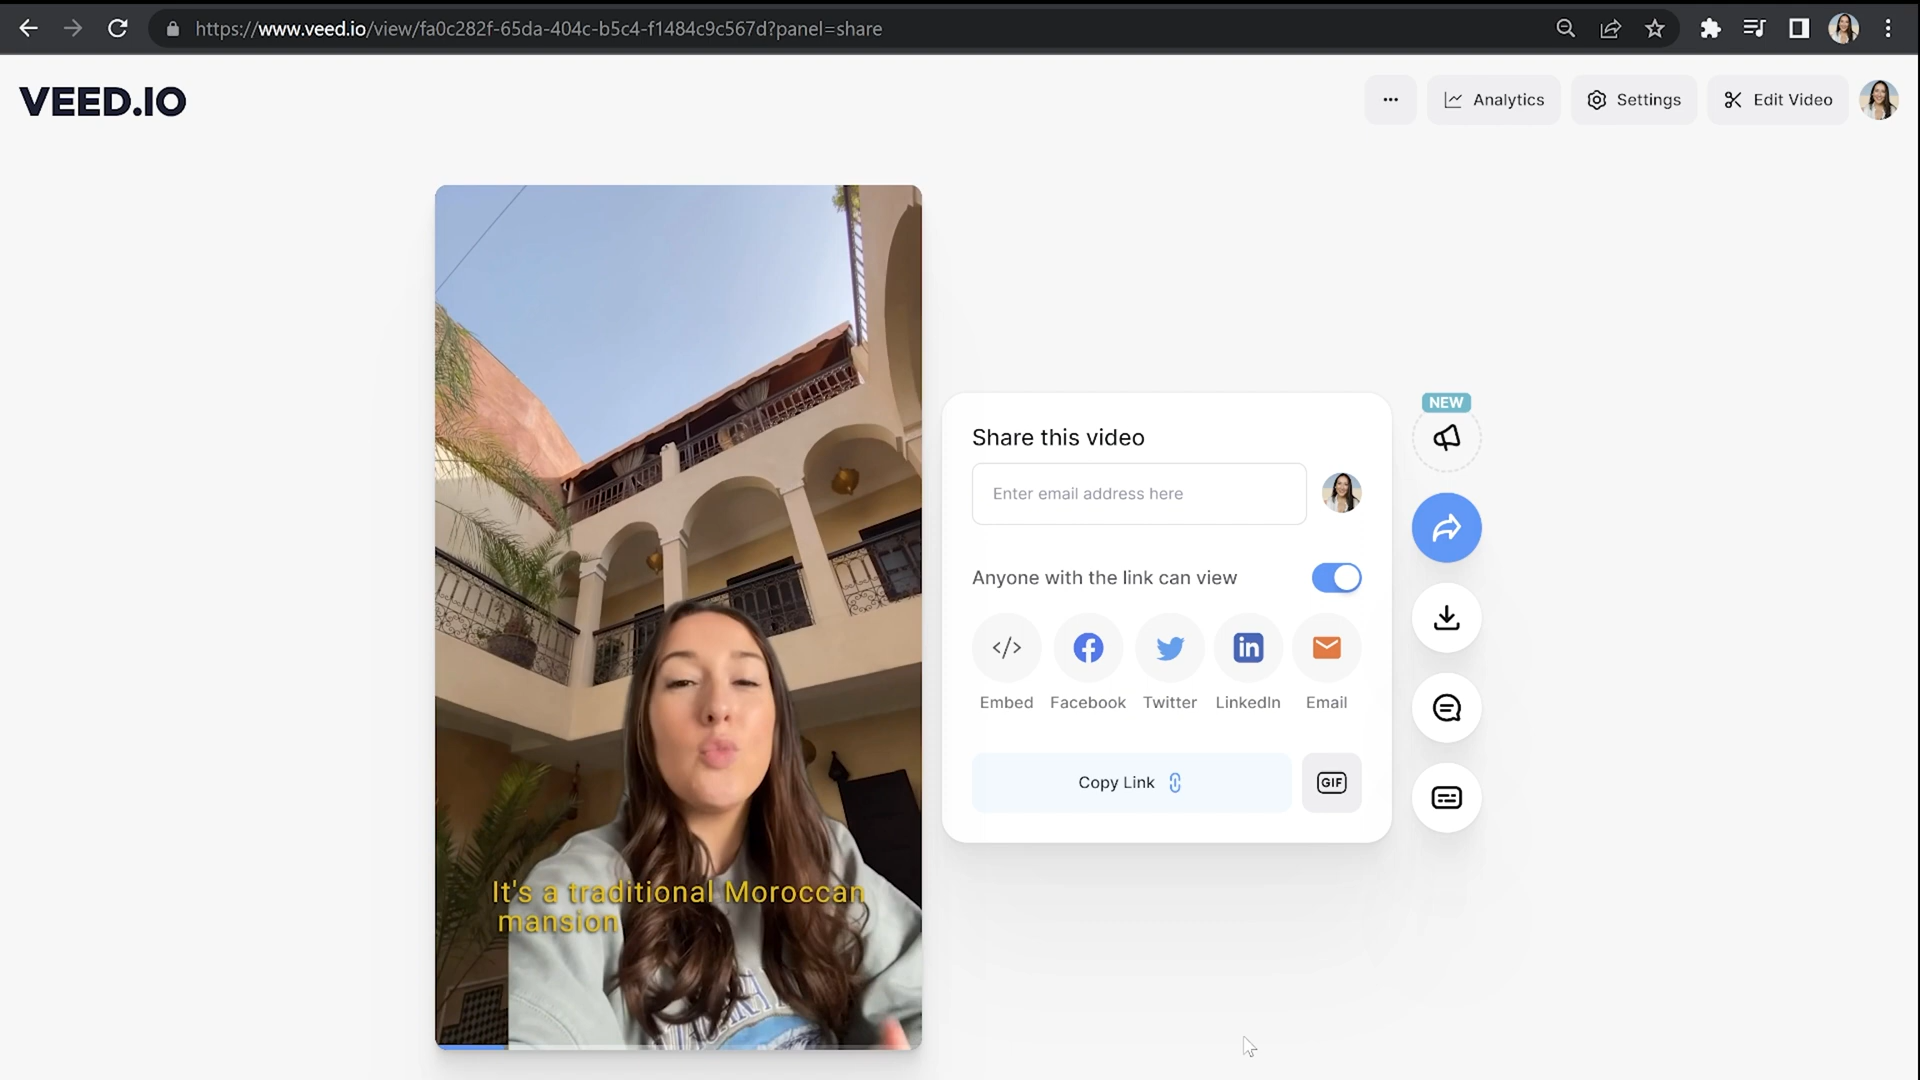 https://www.veed.io/view/fa0c282f-65da-404c-b5c4-f1484c9c567d?panel=share
VEED.IO
Analytics
Settings
Edit Video
NEW
Share this video
Enter email address here
Anyone with the link can view
Embed
Facebook
Twitter
LinkedIn
Email
Copy Link
GIF
It's a traditional Moroccan
mansion